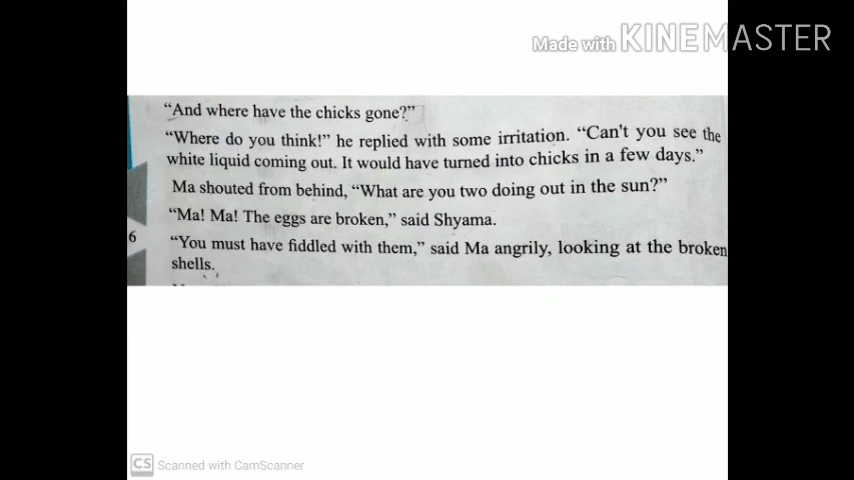 Made with KINEMASTER
“And where have the chicks gone?”
“Where do you think!” he replied with some irritation. “Can't you see the
white liquid coming out. It would have turned into chicks in a few days.”
Ma shouted from behind, “What are you two doing out in the sun?”
“Ma! Ma! The eggs are broken,” said Shyama.
6
“You must have fiddled with them,” said Ma angrily, looking at the broken
shells.
CS Scanned with CamScanner